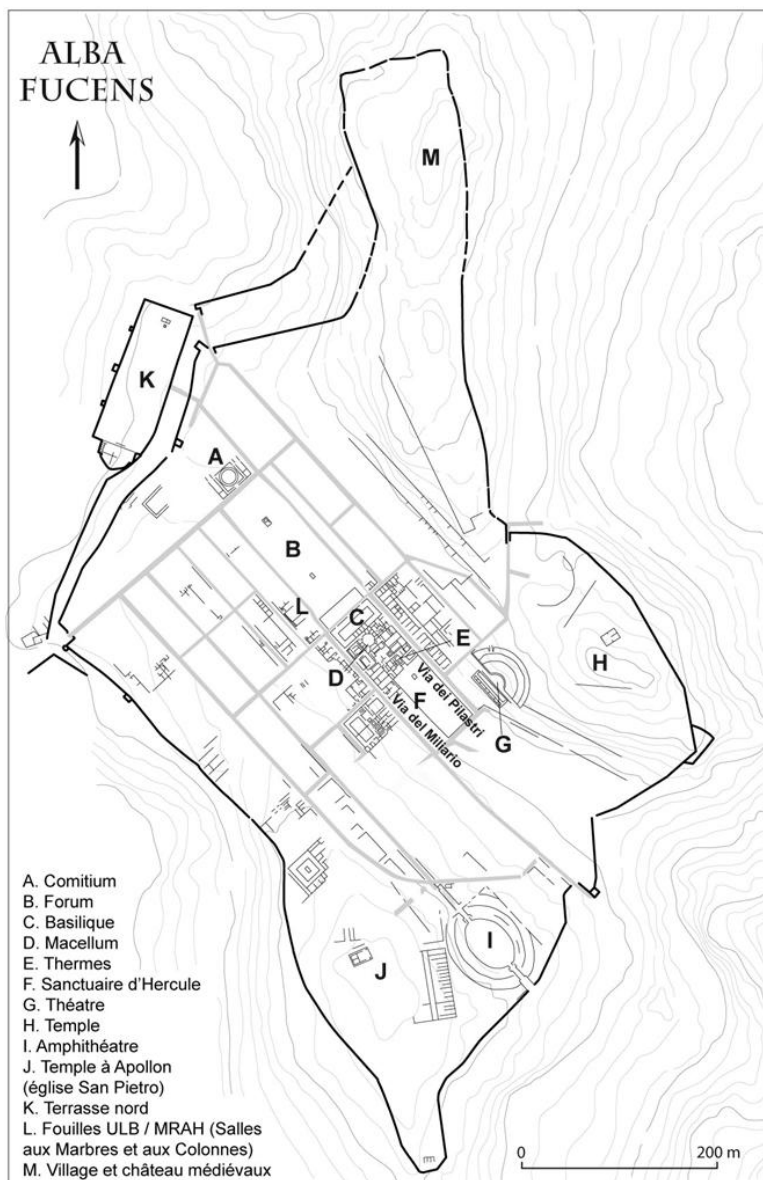 ALBA
FUCENS
M
K
A
B
L
C
E
D
F
H
Via dei Pilastri
Via del Miliario
G
I
J
A. Comitium
B. Forum
C. Basilique
D. Macellum
E. Thermes
F. Sanctuaire d'Hercule
G. Théatre
H. Temple
I. Amphithéatre
J. Temple à Apollon
(église San Pietro)
K. Terrasse nord
L. Fouilles ULB / MRAH (Salles
aux Marbres et aux Colonnes)
M. Village et château médiévaux
0 200 m